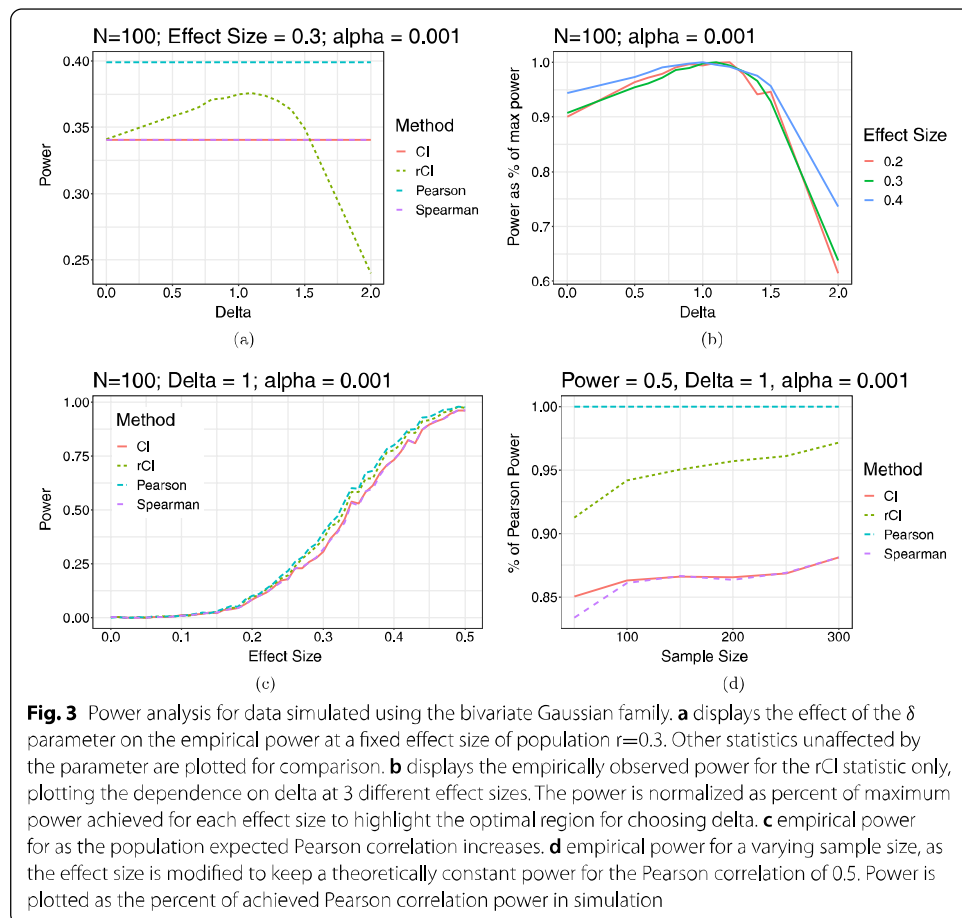 N=100; Effect Size = 0.3; alpha = 0.001
0.40
0.35
0.30
0.25
Power
0.0 0.5 1.0 1.5 2.0
Delta
Method
CI
rCI
Pearson
Spearman
(a)
N=100; alpha = 0.001
1.0
0.9
0.8
0.7
0.6
Power as % of max power
0.0 0.5 1.0 1.5 2.0
Delta
Effect Size
0.2
0.3
0.4
(b)
N=100; Delta = 1; alpha = 0.001
1.00
0.75
0.50
0.25
0.00
Power
Method
CI
rCI
Pearson
Spearman
0.0 0.1 0.2 0.3 0.4 0.5
Effect Size
(c)
Power = 0.5, Delta = 1, alpha = 0.001
1.00
0.95
0.90
0.85
% of Pearson Power
100 200 300
Sample Size
Method
CI
rCI
Pearson
Spearman
(d)
Fig. 3 Power analysis for data simulated using the bivariate Gaussian family. a displays the effect of the δ
parameter on the empirical power at a fixed effect size of population r=0.3. Other statistics unaffected by
the parameter are plotted for comparison. b displays the empirically observed power for the rCI statistic only,
plotting the dependence on delta at 3 different effect sizes. The power is normalized as percent of maximum
power achieved for each effect size to highlight the optimal region for choosing delta. c empirical power
for as the population expected Pearson correlation increases. d empirical power for a varying sample size, as
the effect size is modified to keep a theoretically constant power for the Pearson correlation of 0.5. Power is
plotted as the percent of achieved Pearson correlation power in simulation